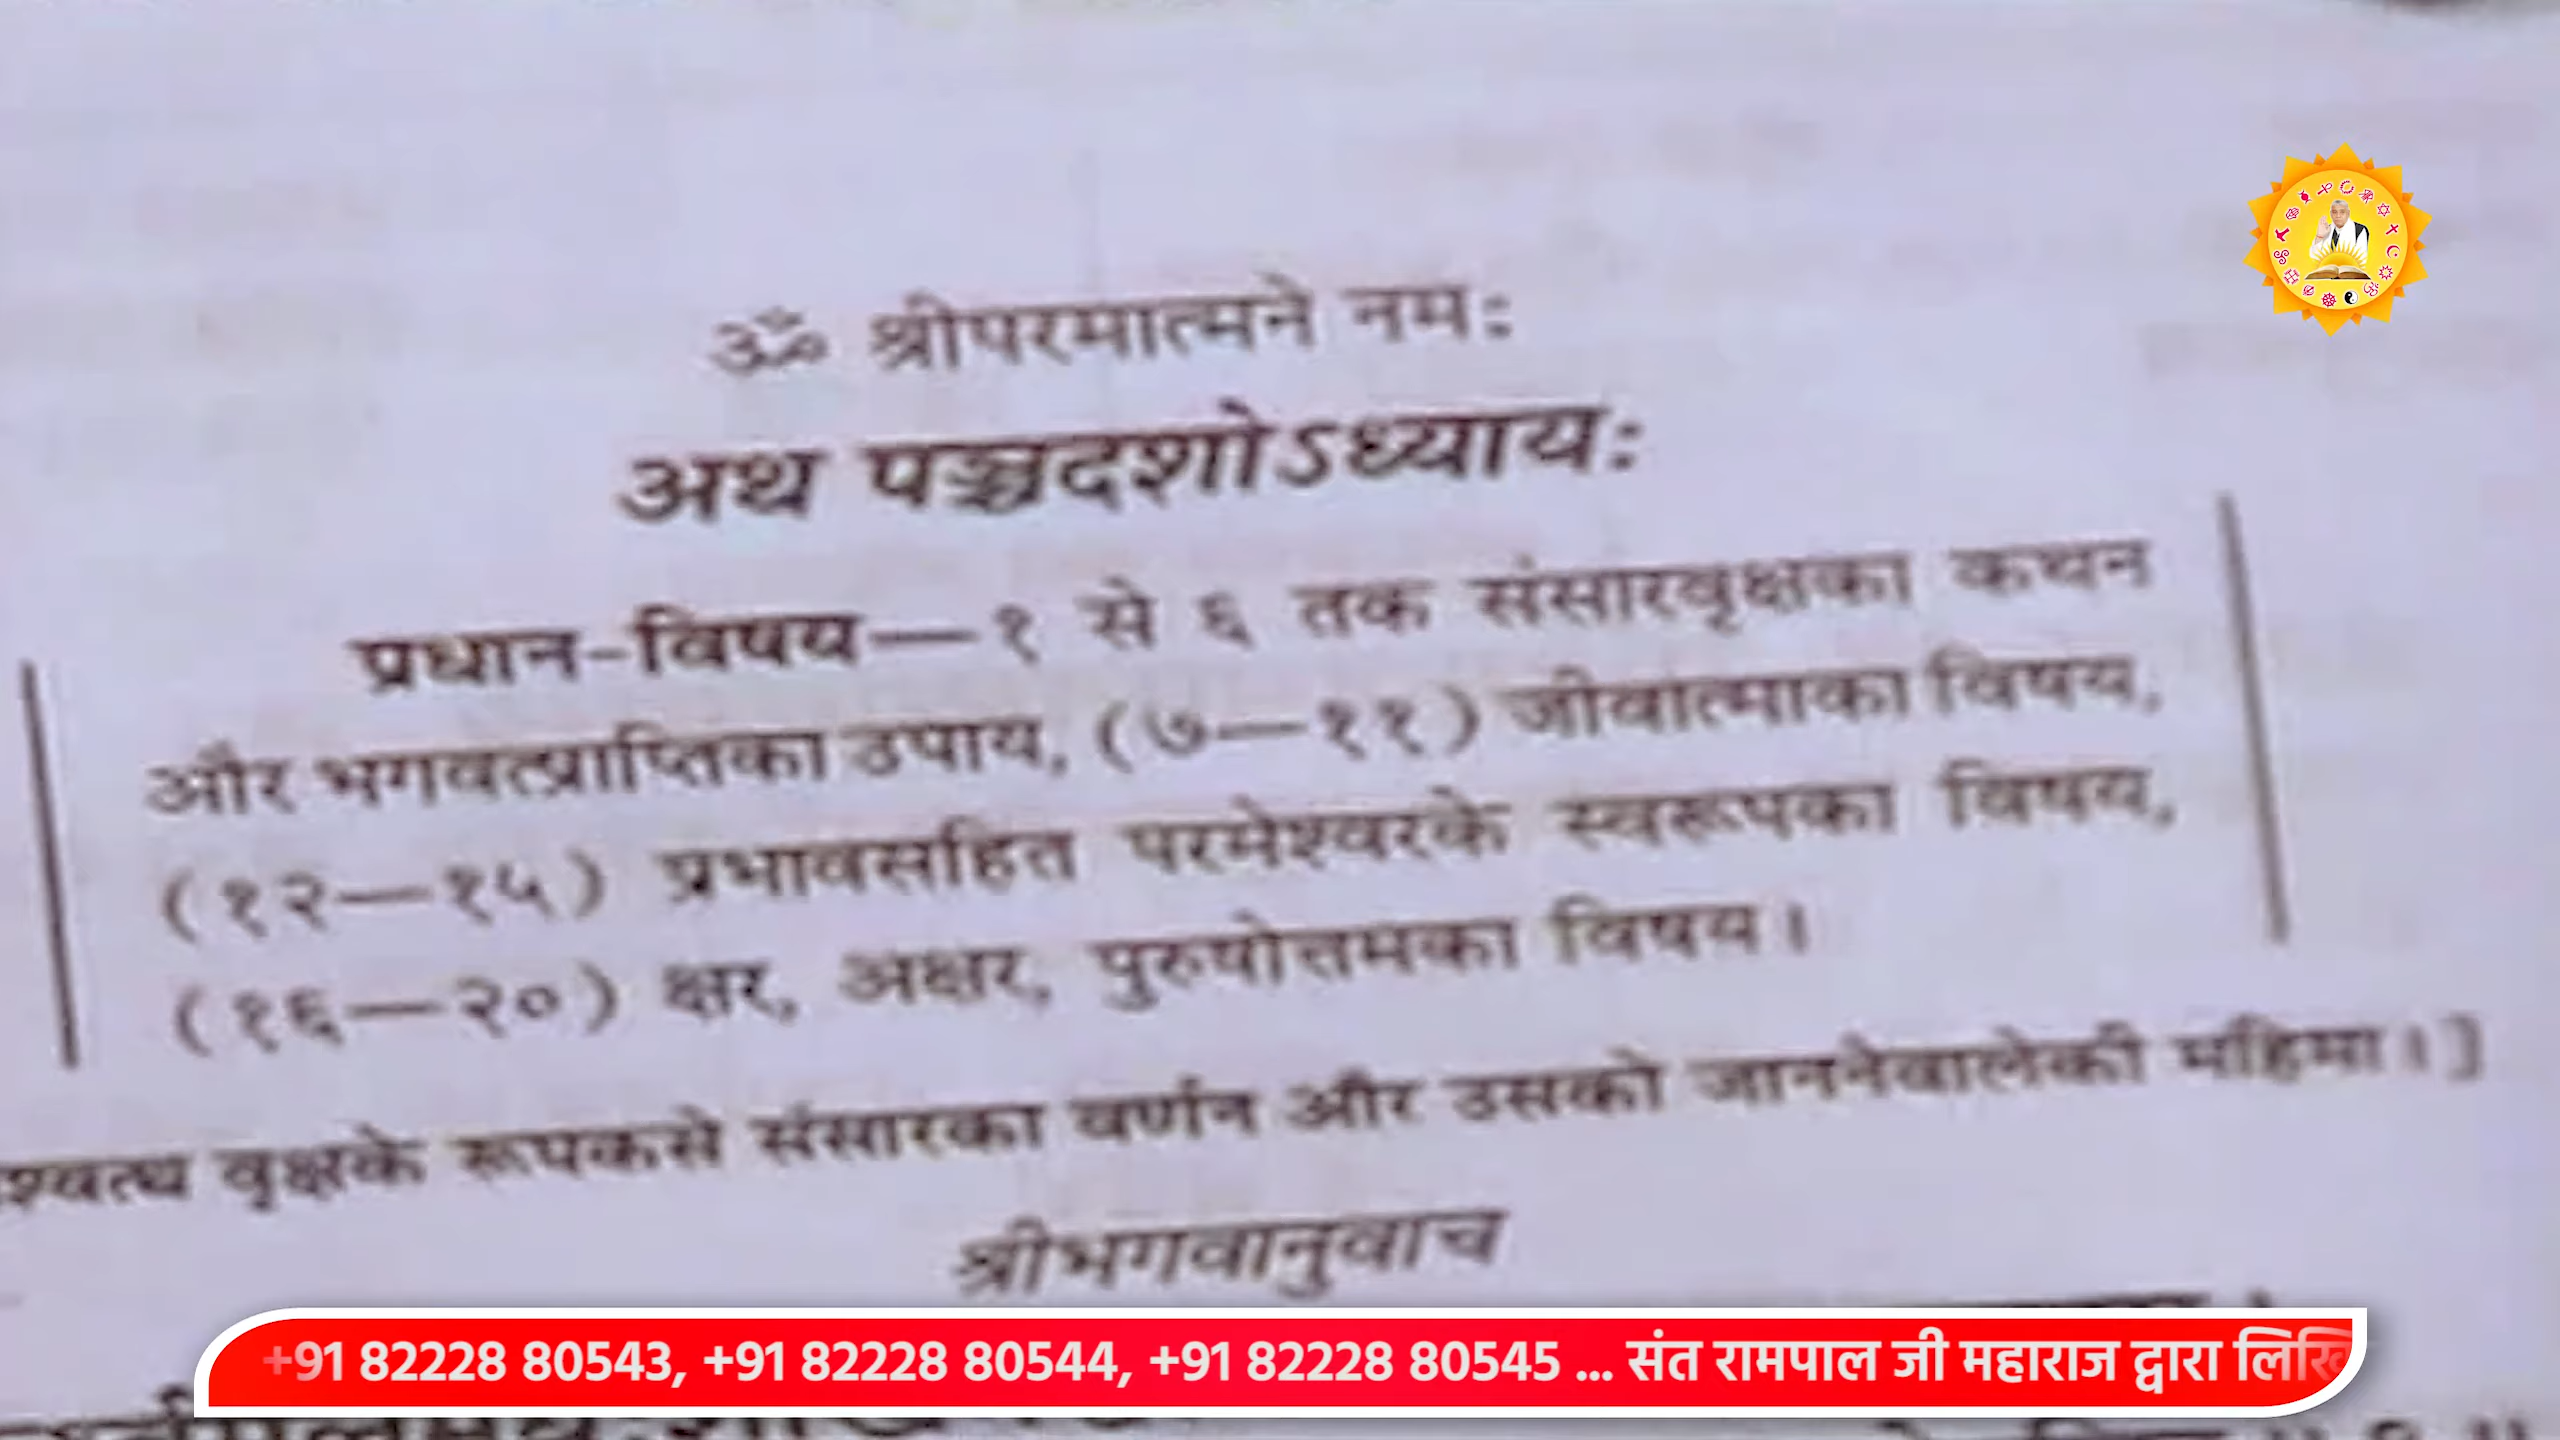 ॐ श्रीपरमात्मने नमः
अथ पञ्चदशोऽध्यायः
प्रधान-विषय—१ से ६ तक संसारवृक्षका कथन
और भगवत्प्राप्तिका उपाय, (७—११) जीवात्माका विषय,
(१२—१५) प्रभावसहित परमेश्वरके स्वरूपका विषय,
(१६—२०) क्षर, अक्षर, पुरुषोत्तमका विषय।
श्वत्थ वृक्षके रूपकसे संसारका वर्णन और उसको जाननेवालेकी महिमा।]
श्रीभगवानुवाच
+91 82228 80543, +91 82228 80544, +91 82228 80545 ... संत रामपाल जी महाराज द्वारा लिखि